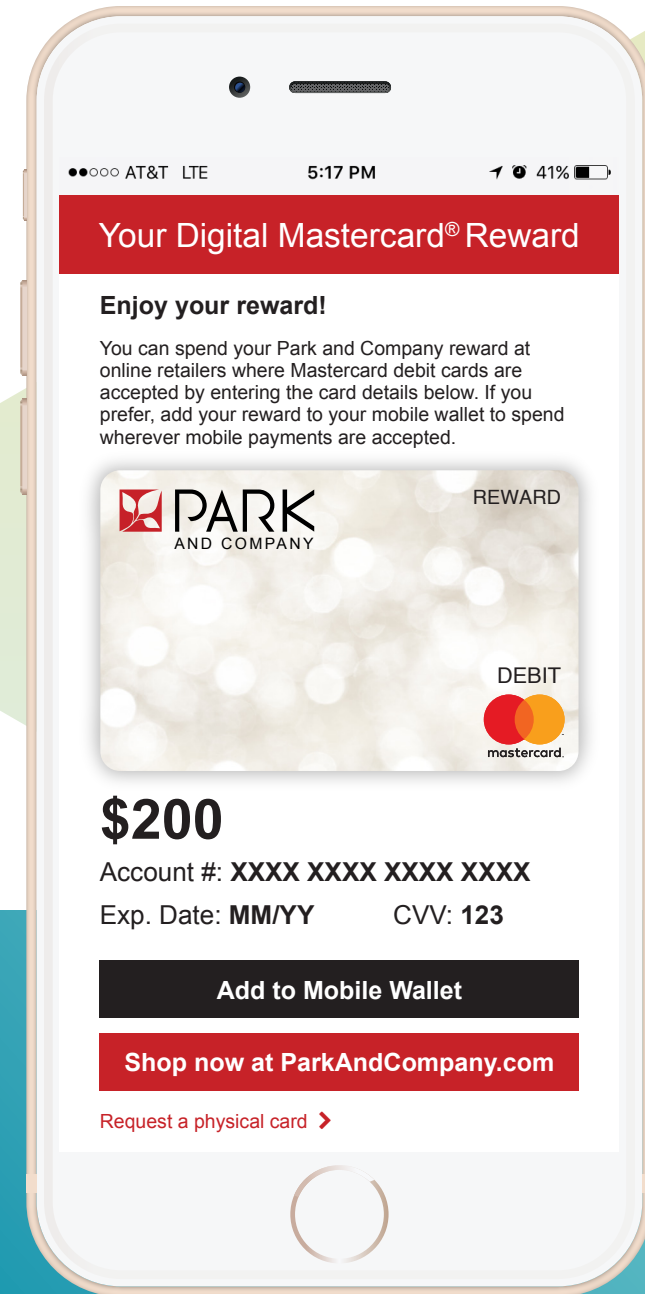 AT&T LTE 5:17 PM 41%
Your Digital Mastercard® Reward
Enjoy your reward!
You can spend your Park and Company reward at
online retailers where Mastercard debit cards are
accepted by entering the card details below. If you
prefer, add your reward to your mobile wallet to spend
wherever mobile payments are accepted.
PARK
AND COMPANY
REWARD
DEBIT
mastercard.
$200
Account #: XXXX XXXX XXXX XXXX
Exp. Date: MM/YY CVV: 123
Add to Mobile Wallet
Shop now at ParkAndCompany.com
Request a physical card